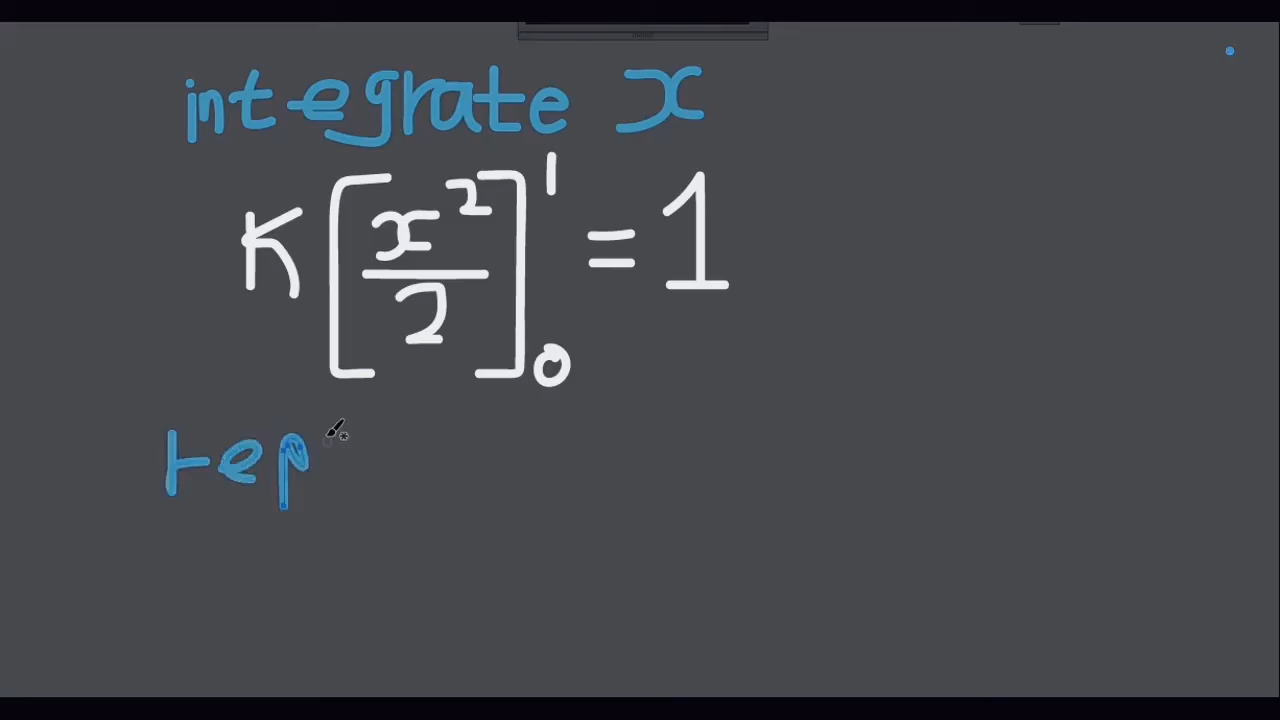 integrate x
K[x²/2]₀¹ = 1
rep